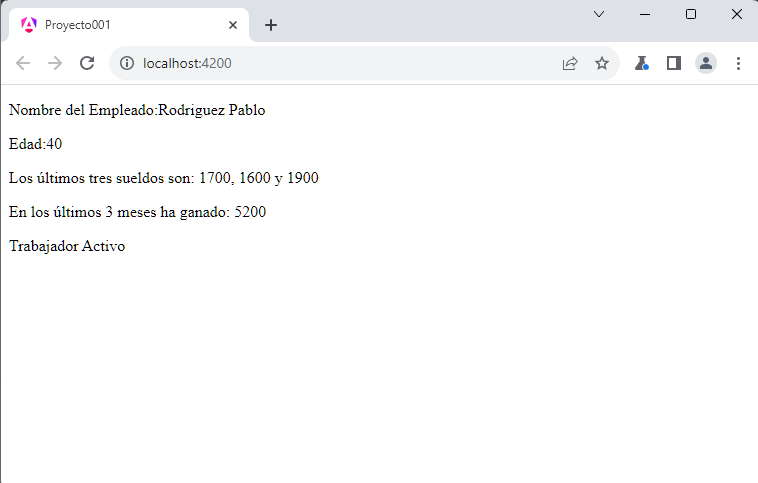 Proyecto001
localhost:4200
Nombre del Empleado:Rodriguez Pablo
Edad:40
Los últimos tres sueldos son: 1700, 1600 y 1900
En los últimos 3 meses ha ganado: 5200
Trabajador Activo